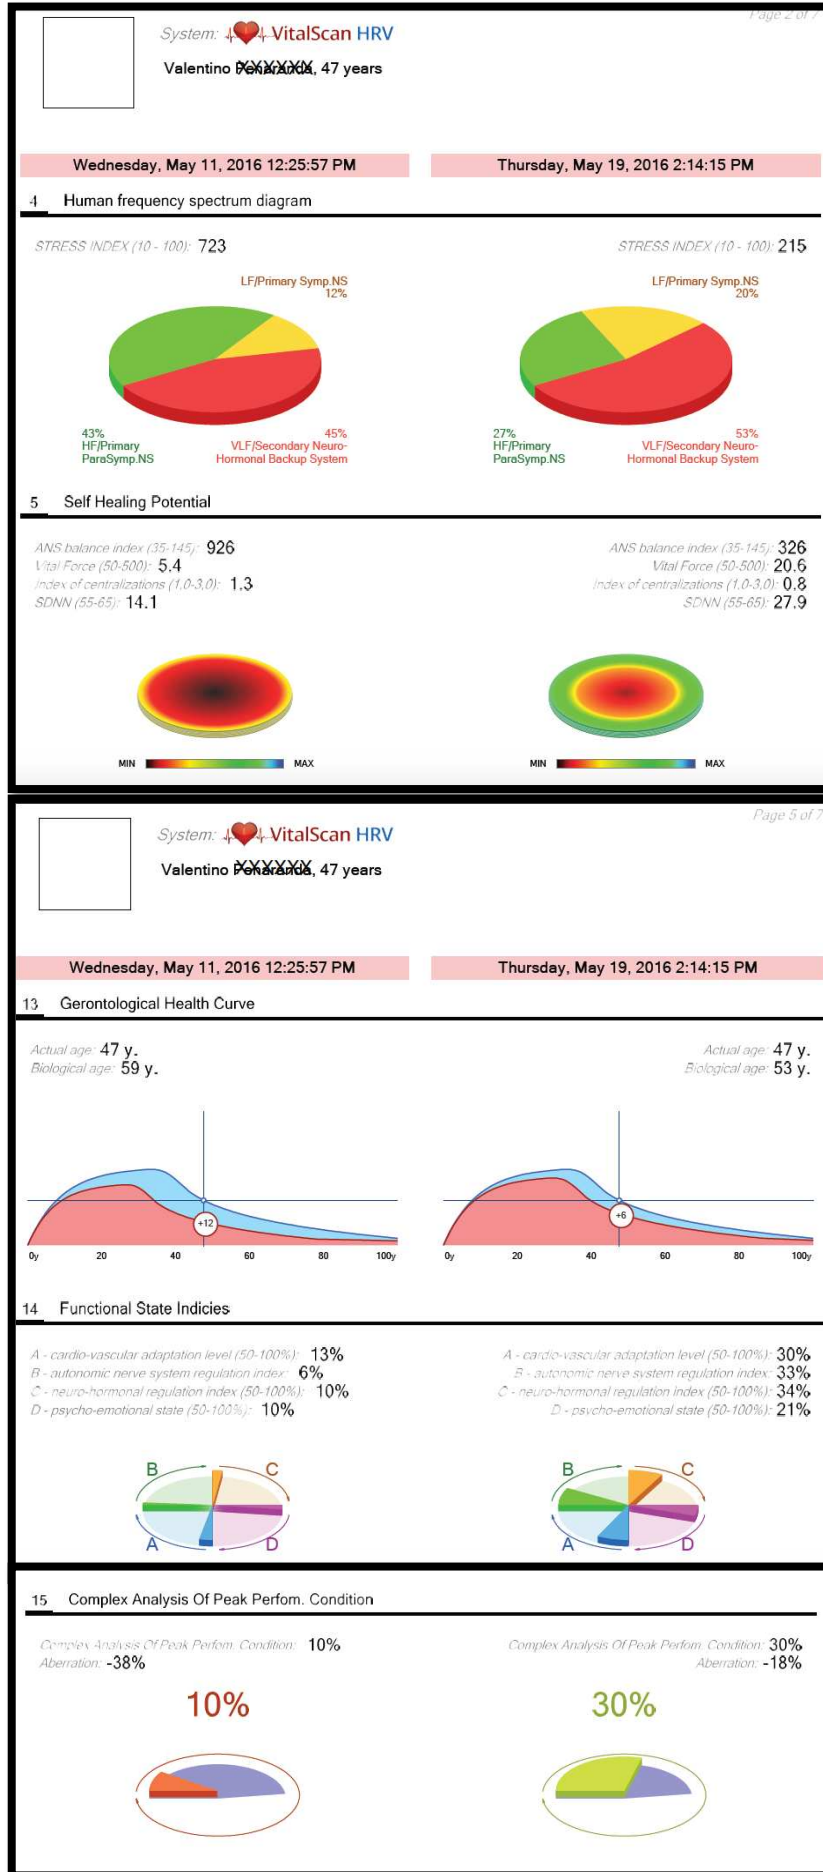 Page 2 of 7
System: VitalScan HRV
Valentino XXXXXX, 47 years
Wednesday, May 11, 2016 12:25:57 PM
Thursday, May 19, 2016 2:14:15 PM
4 Human frequency spectrum diagram
STRESS INDEX (10 - 100): 723
STRESS INDEX (10 - 100): 215
LF/Primary Symp.NS
12%
43%
HF/Primary
ParaSymp.NS
45%
VLF/Secondary Neuro-
Hormonal Backup System
LF/Primary Symp.NS
20%
27%
HF/Primary
ParaSymp.NS
53%
VLF/Secondary Neuro-
Hormonal Backup System
5 Self Healing Potential
ANS balance index (35-145): 926
Vital Force (50-500): 5.4
Index of centralizations (1,0-3,0): 1.3
SDNN (55-65): 14.1
ANS balance index (35-145): 326
Vital Force (50-500): 20.6
Index of centralizations (1,0-3,0): 0.8
SDNN (55-65): 27.9
MIN MAX
MIN MAX
Page 5 of 7
System: VitalScan HRV
Valentino XXXXXX, 47 years
Wednesday, May 11, 2016 12:25:57 PM
Thursday, May 19, 2016 2:14:15 PM
13 Gerontological Health Curve
Actual age: 47 y.
Biological age: 59 y.
Actual age: 47 y.
Biological age: 53 y.
+12
0y 20 40 60 80 100y
+6
0y 20 40 60 80 100y
14 Functional State Indicies
A - cardio-vascular adaptation level (50-100%): 13%
B - autonomic nerve system regulation index: 6%
C - neuro-hormonal regulation index (50-100%): 10%
D - psycho-emotional state (50-100%): 10%
A - cardio-vascular adaptation level (50-100%): 30%
B - autonomic nerve system regulation index: 33%
C - neuro-hormonal regulation index (50-100%): 34%
D - psycho-emotional state (50-100%): 21%
B C
A D
B C
A D
15 Complex Analysis Of Peak Perfom. Condition
Complex Analysis Of Peak Perfom. Condition: 10%
Aberration: -38%
Complex Analysis Of Peak Perfom. Condition: 30%
Aberration: -18%
10%
30%